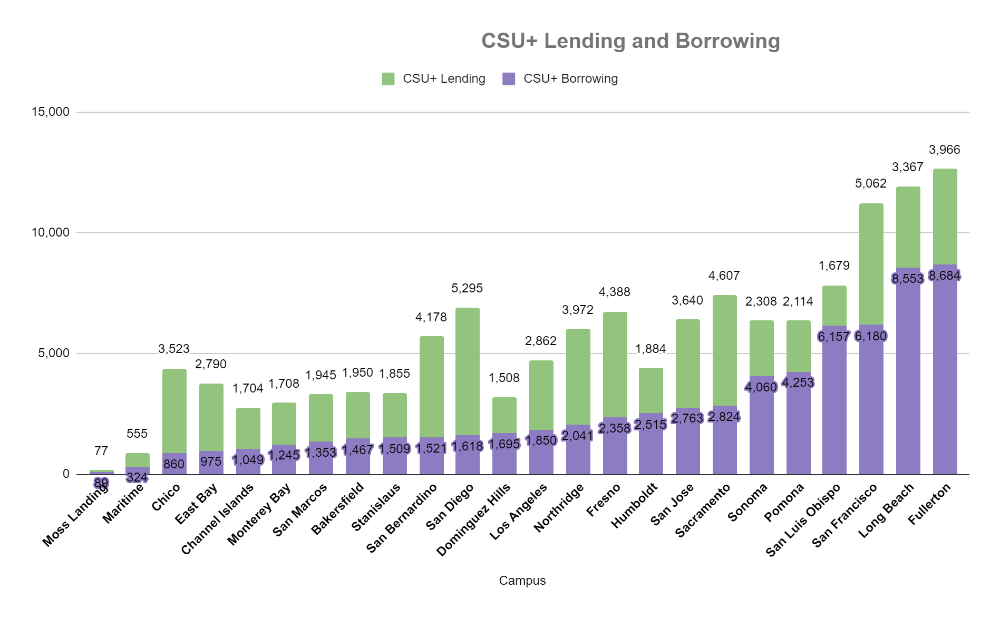 CSU+ Lending and Borrowing
CSU+ Lending CSU+ Borrowing
15,000
10,000
5,000
0
77
555
3,523
2,790
1,704
1,708
1,945
1,950
1,855
4,178
5,295
1,508
2,862
3,972
4,388
1,884
3,640
4,607
2,308
2,114
1,679
5,062
3,367
3,966
89
324
860
975
1,049
1,245
1,353
1,467
1,509
1,521
1,618
1,695
1,850
2,041
2,358
2,515
2,763
2,824
4,060
4,253
6,157
6,180
8,553
8,684
Moss Landing
Maritime
Chico
East Bay
Channel Islands
Monterey Bay
San Marcos
Bakersfield
Stanislaus
San Bernardino
San Diego
Dominguez Hills
Los Angeles
Northridge
Fresno
Humboldt
San Jose
Sacramento
Sonoma
Pomona
San Luis Obispo
San Francisco
Long Beach
Fullerton
Campus